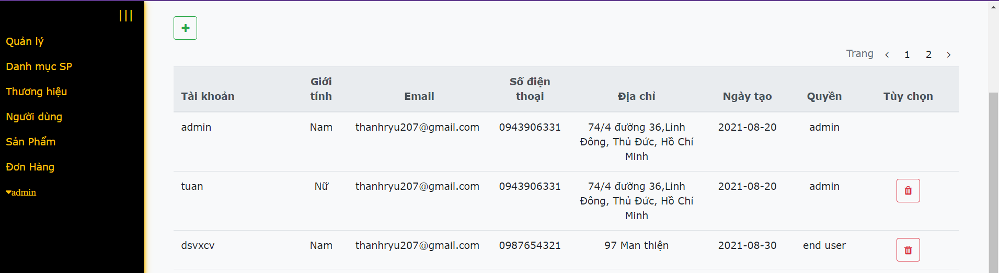 |||
Quản lý
Danh mục SP
Thương hiệu
Người dùng
Sản Phẩm
Đơn Hàng
admin
Trang ‹ 1 2 ›
Tài khoản Giới tính Email Số điện thoại Địa chỉ Ngày tạo Quyền Tùy chọn
admin Nam thanhryu207@gmail.com 0943906331 74/4 đường 36,Linh 2021-08-20 admin
Đông, Thủ Đức, Hồ Chí
Minh
tuan Nữ thanhryu207@gmail.com 0943906331 74/4 đường 36,Linh 2021-08-20 admin
Đông, Thủ Đức, Hồ Chí
Minh
dsvxcv Nam thanhryu207@gmail.com 0987654321 97 Man thiện 2021-08-30 end user